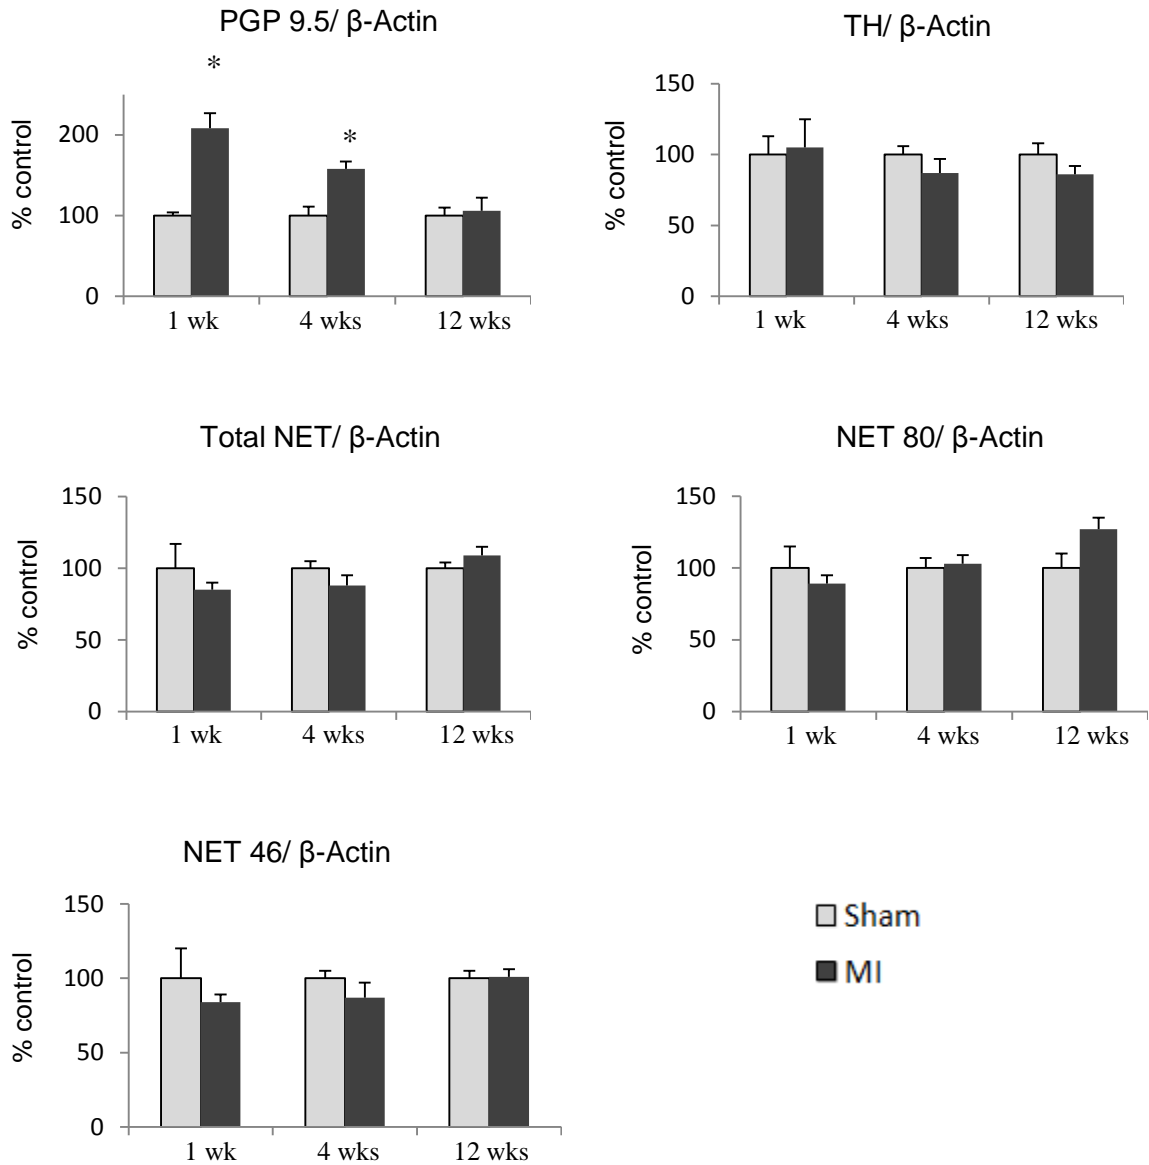 PGP 9.5/ β-Actin
*
*
% control
200
100
0
1 wk 4 wks 12 wks
TH/ β-Actin
% control
150
100
50
0
1 wk 4 wks 12 wks
Total NET/ β-Actin
% control
150
100
50
0
1 wk 4 wks 12 wks
NET 80/ β-Actin
% control
150
100
50
0
1 wk 4 wks 12 wks
NET 46/ β-Actin
% control
150
100
50
0
1 wk 4 wks 12 wks
Sham
MI